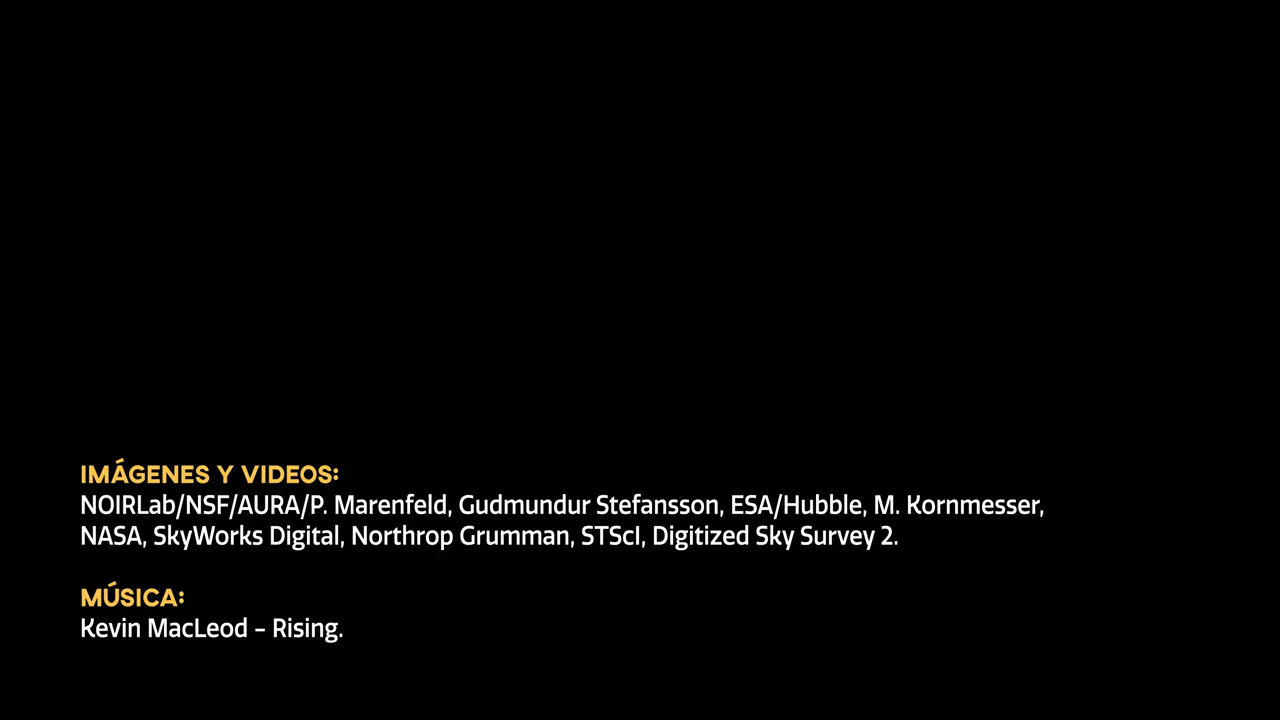 IMÁGENES Y VIDEOS:
NOIRLab/NSF/AURA/P. Marenfeld, Gudmundur Stefansson, ESA/Hubble, M. Kornmesser,
NASA, SkyWorks Digital, Northrop Grumman, STScI, Digitized Sky Survey 2.
MÚSICA:
Kevin MacLeod - Rising.